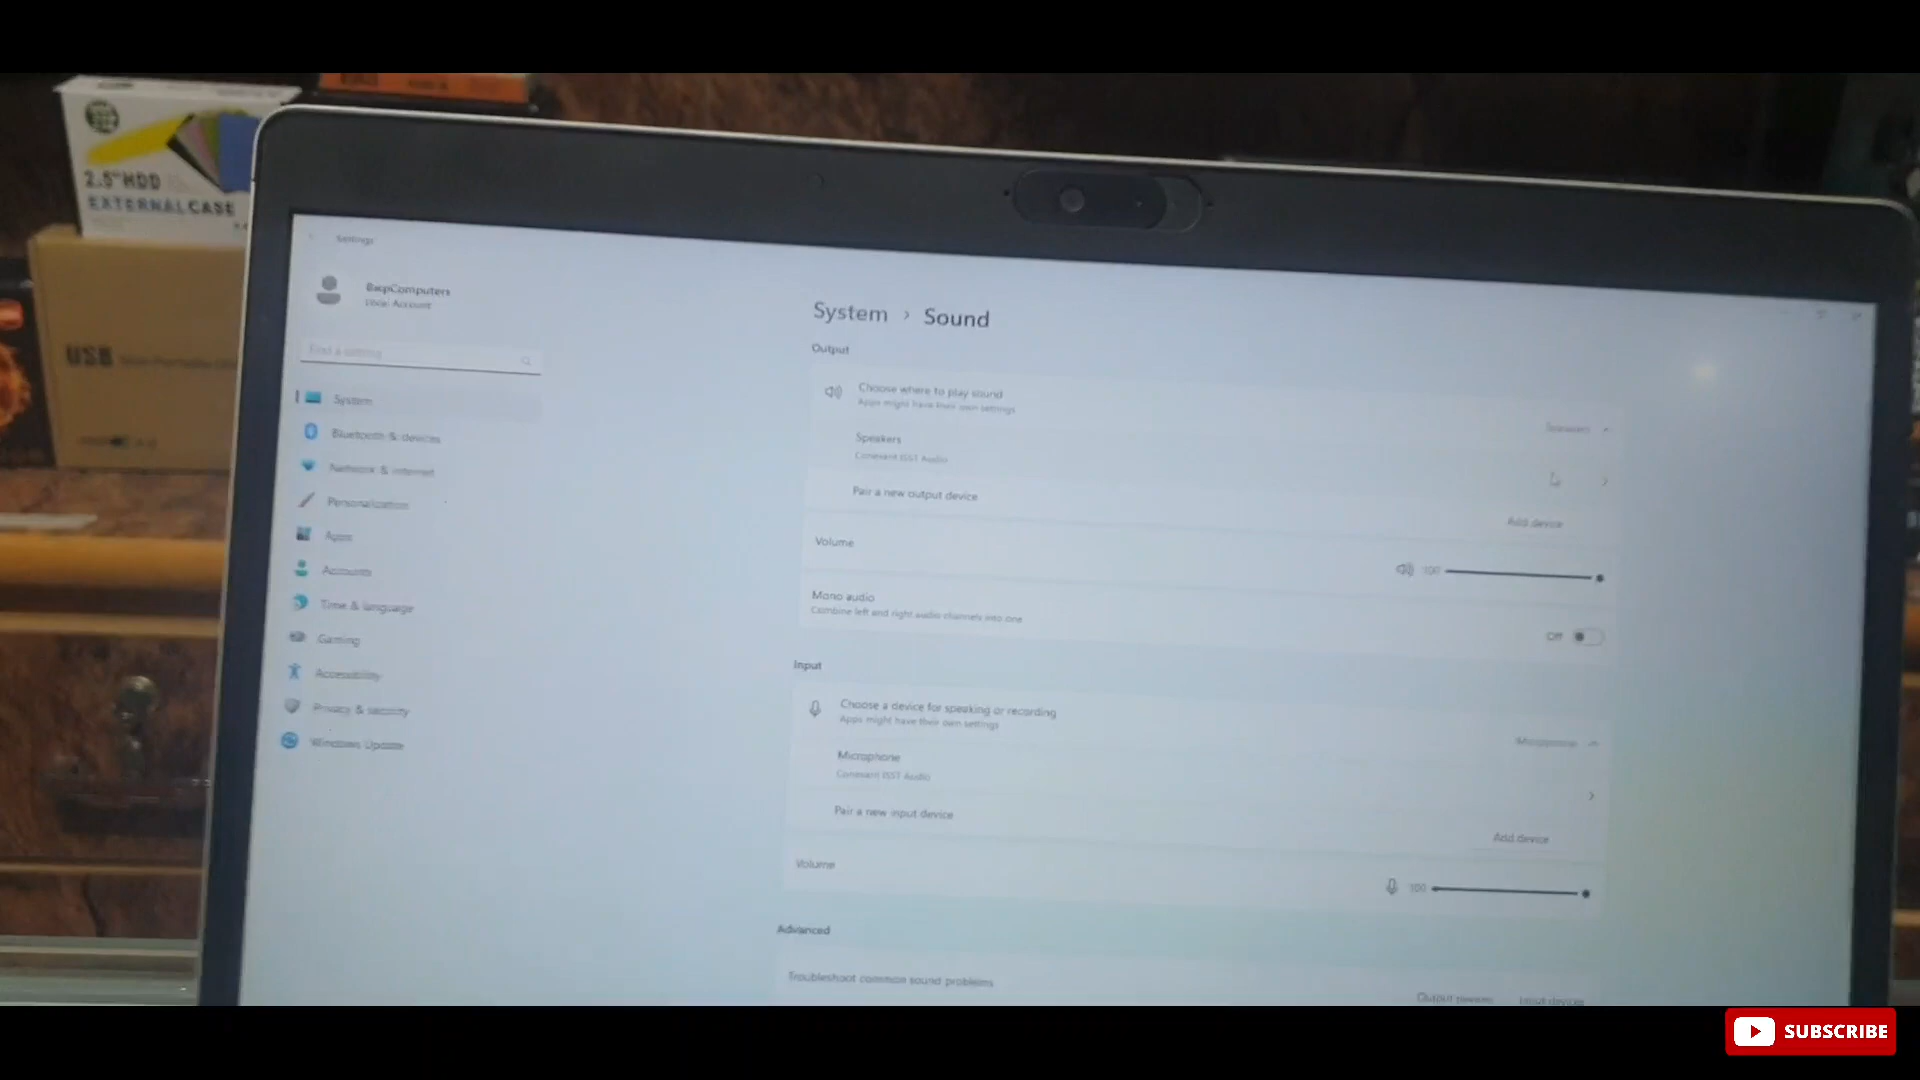 2.5"HDD
EXTERNAL CASE
USB
Settings
BxpComputers
Local Account
Find a setting
System
Bluetooth & devices
Network & internet
Personalization
Apps
Accounts
Time & language
Gaming
Accessibility
Privacy & security
Windows Update
System › Sound
Output
Choose where to play sound
Apps might have their own settings
Speakers
Speakers
Conexant ISST Audio
Pair a new output device
Add device
Volume
100
Mono audio
Combine left and right audio channels into one
Off
Input
Choose a device for speaking or recording
Apps might have their own settings
Microphone
Microphone
Conexant ISST Audio
Pair a new input device
Add device
Volume
100
Advanced
Troubleshoot common sound problems
Output devices
Input devices
SUBSCRIBE